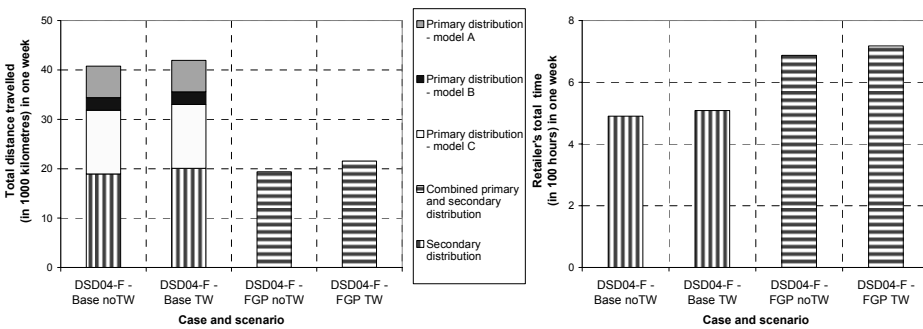 Total distance travelled
(in 1000 kilometres) in one week
50
40
30
20
10
0
DSD04-F -
Base noTW
DSD04-F -
Base TW
DSD04-F -
FGP noTW
DSD04-F -
FGP TW
Case and scenario
Primary distribution
- model A
Primary distribution
- model B
Primary distribution
- model C
Combined primary
and secondary
distribution
Secondary
distribution
Retailer's total time
(in 100 hours) in one week
8
6
4
2
0
DSD04-F -
Base noTW
DSD04-F -
Base TW
DSD04-F -
FGP noTW
DSD04-F -
FGP TW
Case and scenario